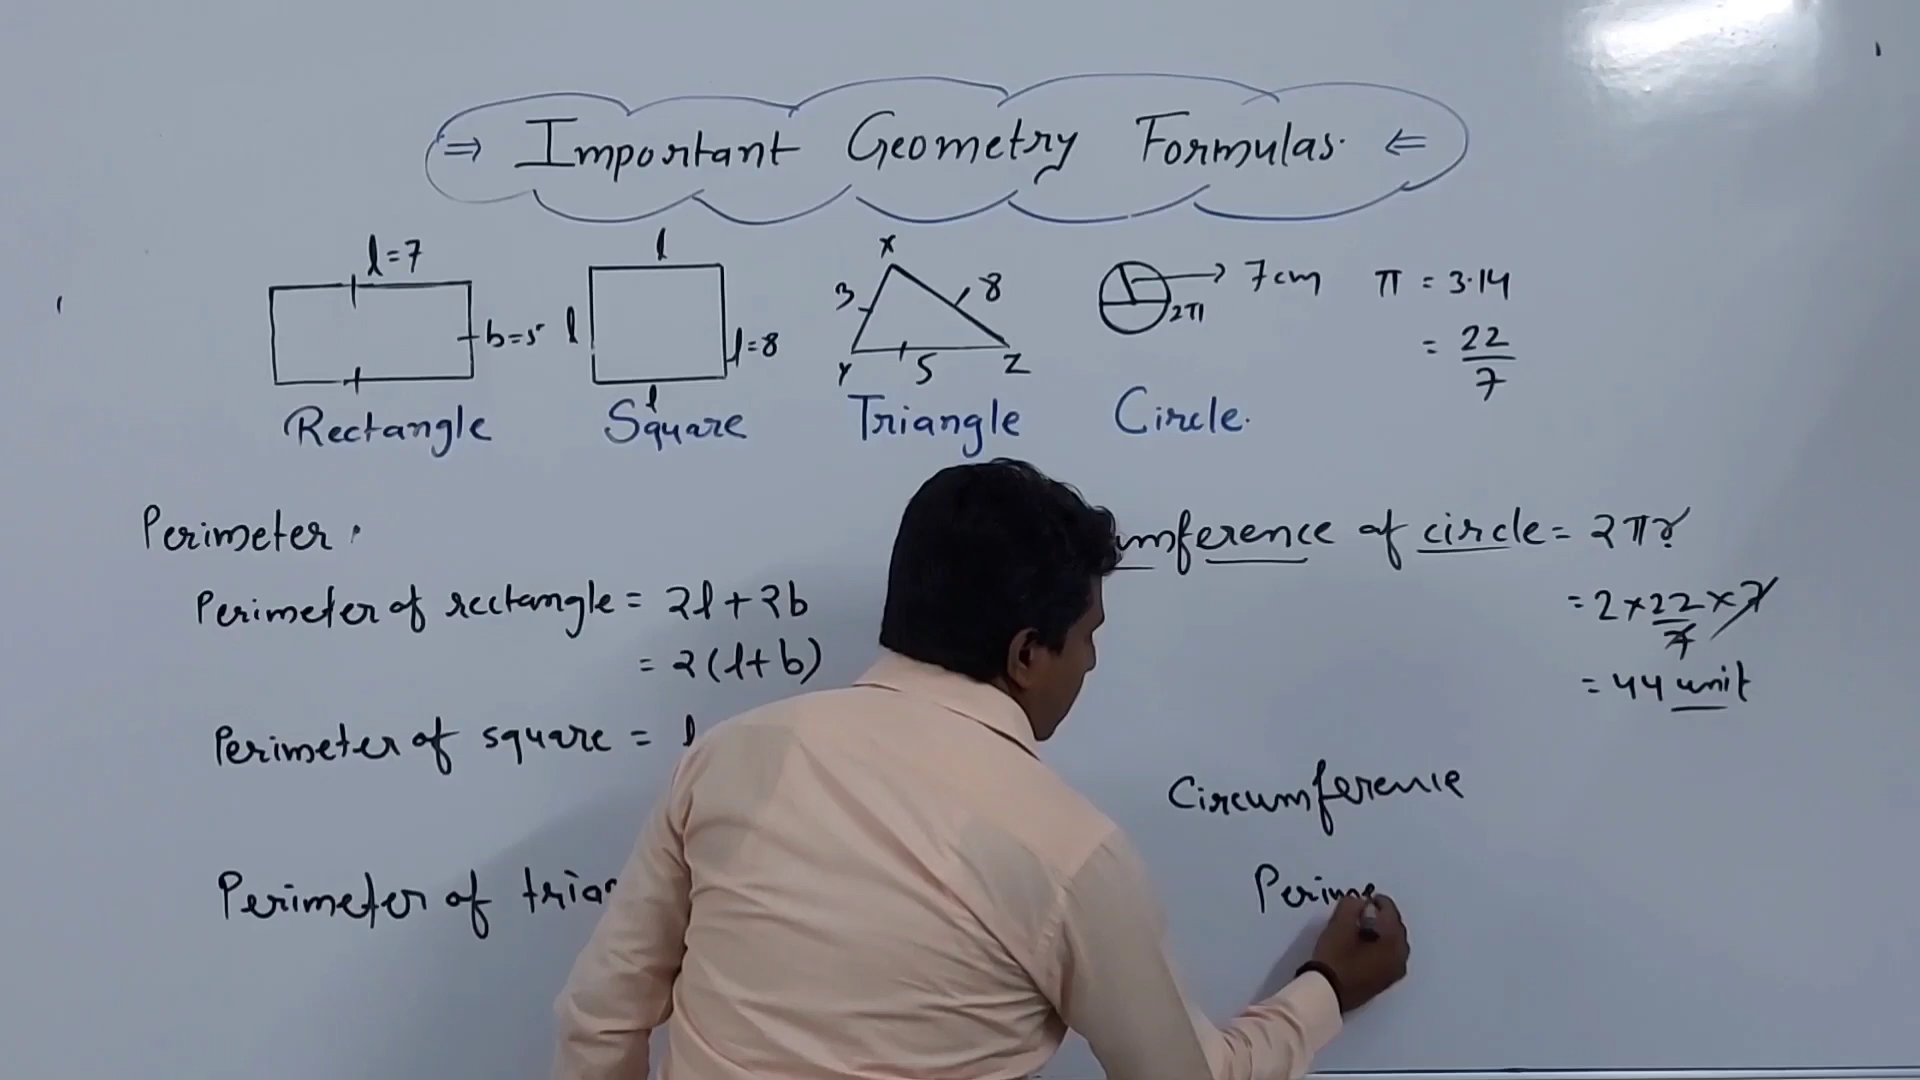 ⇒ Important Geometry Formulas. ⇐
l=7
b=5
Rectangle
l
l
l=8
l
Square
X
3
8
Y
5
Z
Triangle
7cm
2π
Circle.
π = 3.14
= 22/7
Perimeter :
Perimeter of rectangle = 2l+2b
= 2(l+b)
Perimeter of square = l
Perimeter of
umference of circle = 2πr
= 2×22/7×7
= 44 unit
Circumference
Perime